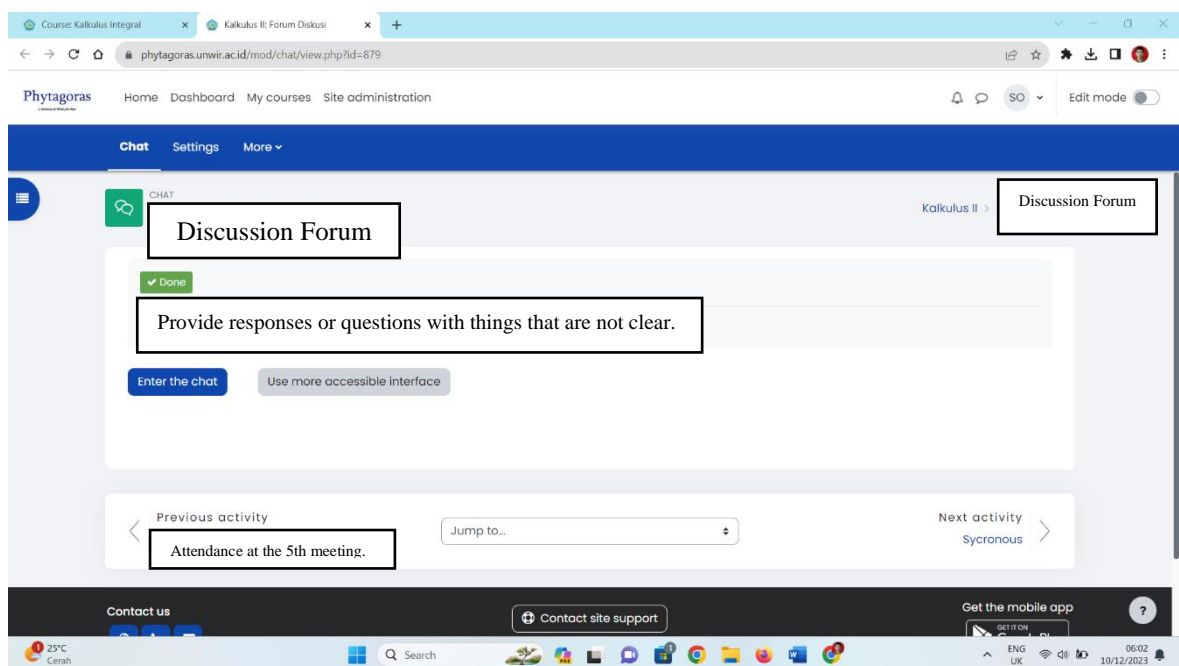 Course: Kalkulus Integral
Kalkulus II: Forum Diskusi
phytagoras.unwir.ac.id/mod/chat/view.php?id=879
Phytagoras
Home Dashboard My courses Site administration
SO
Edit mode
Chat Settings More
CHAT
Discussion Forum
Kalkulus II >
Discussion Forum
Done
Provide responses or questions with things that are not clear.
Enter the chat
Use more accessible interface
Previous activity
Attendance at the 5th meeting.
Jump to...
Next activity
Sycronous
Contact us
Contact site support
Get the mobile app
GET IT ON
?
1
25°C
Cerah
Search
ENG
UK
06:02
10/12/2023